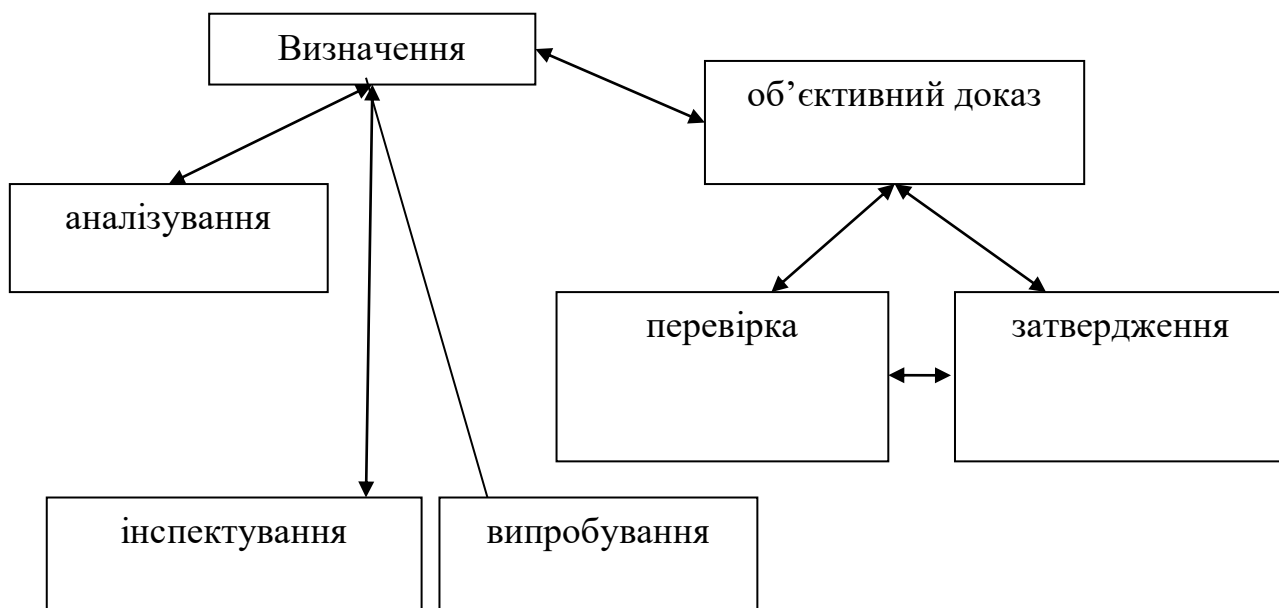 Визначення
об’єктивний доказ
аналізування
перевірка
затвердження
інспектування
випробування